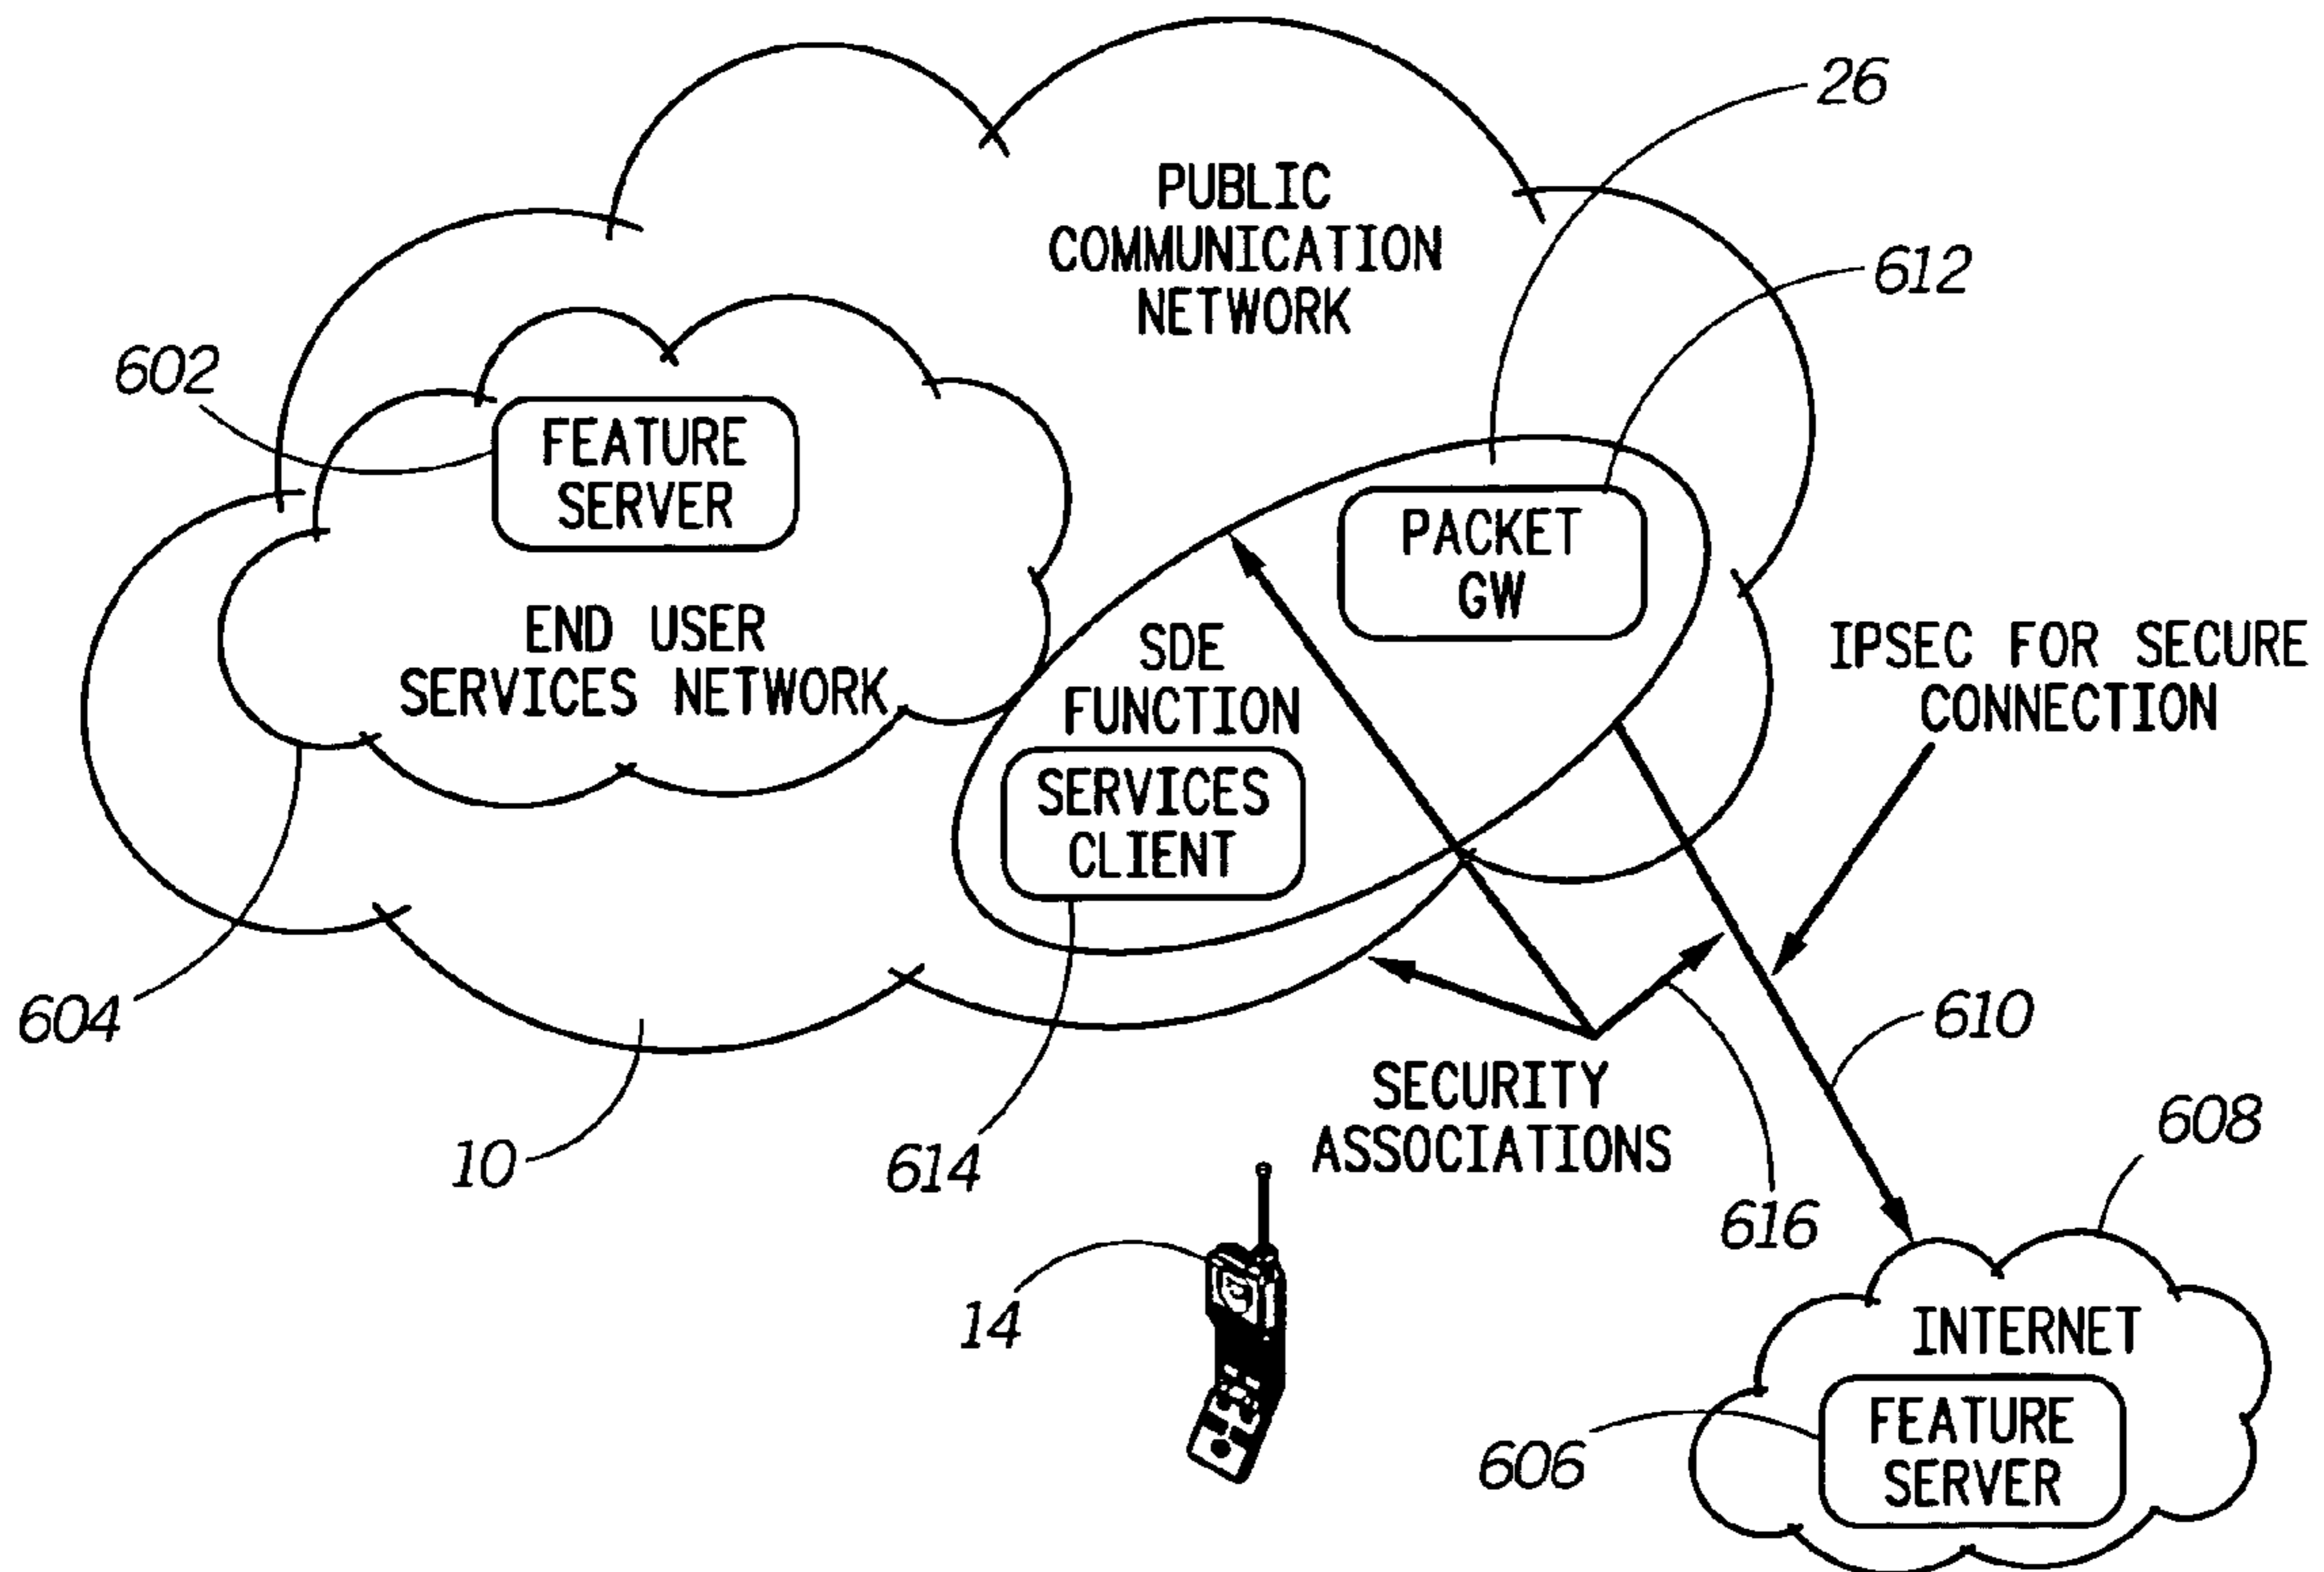 26
PUBLIC
COMMUNICATION
NETWORK
612
602
FEATURE
SERVER
PACKET
GW
END USER
SERVICES NETWORK
SDE
FUNCTION
IPSEC FOR SECURE
CONNECTION
SERVICES
CLIENT
604
610
SECURITY
ASSOCIATIONS
608
10
614
616
14
INTERNET
FEATURE
SERVER
606